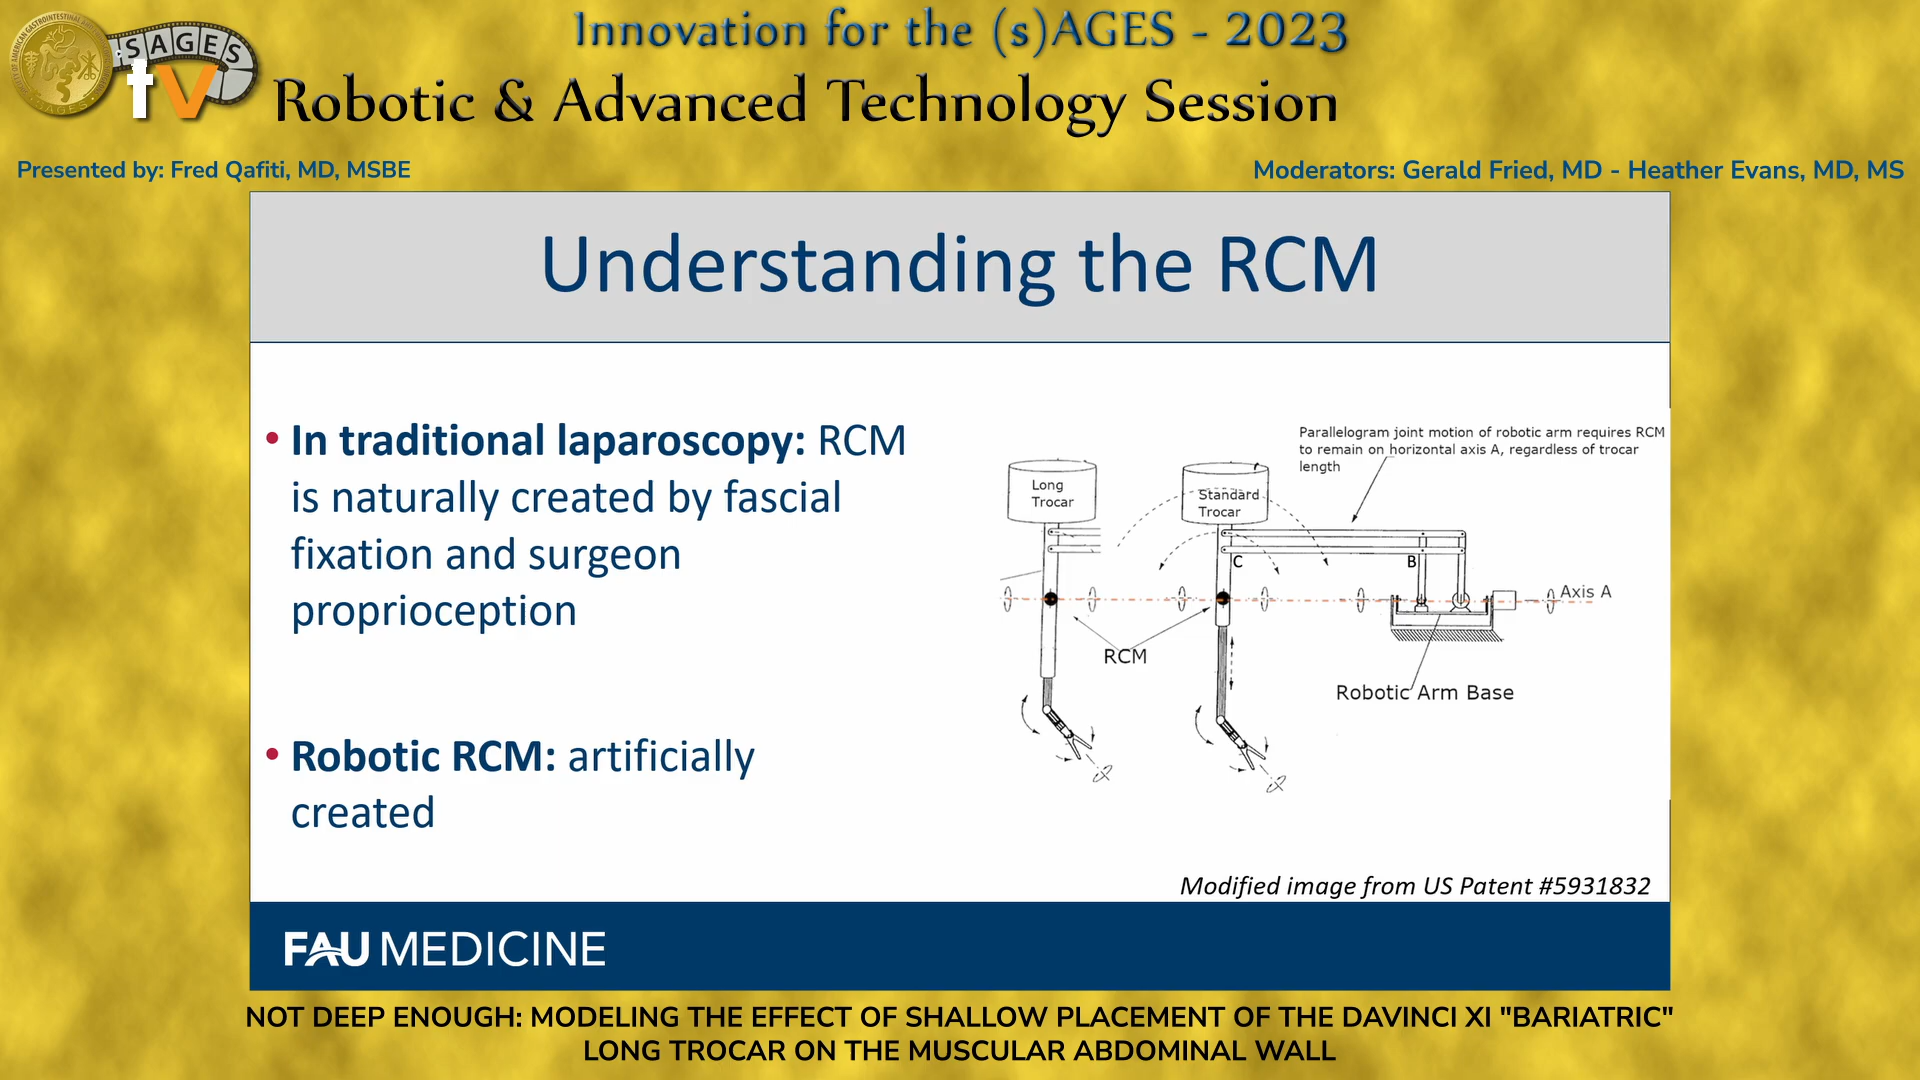 Innovation for the (s)AGES - 2023
SAGES
tv
Robotic & Advanced Technology Session
Presented by: Fred Qafiti, MD, MSBE
Moderators: Gerald Fried, MD - Heather Evans, MD, MS
Understanding the RCM
• In traditional laparoscopy: RCM
is naturally created by fascial
fixation and surgeon
proprioception
• Robotic RCM: artificially
created
Parallelogram joint motion of robotic arm requires RCM
to remain on horizontal axis A, regardless of trocar
length
Long
Trocar
Standard
Trocar
C
B
Axis A
RCM
Robotic Arm Base
Modified image from US Patent #5931832
FAU MEDICINE
NOT DEEP ENOUGH: MODELING THE EFFECT OF SHALLOW PLACEMENT OF THE DAVINCI XI "BARIATRIC"
LONG TROCAR ON THE MUSCULAR ABDOMINAL WALL